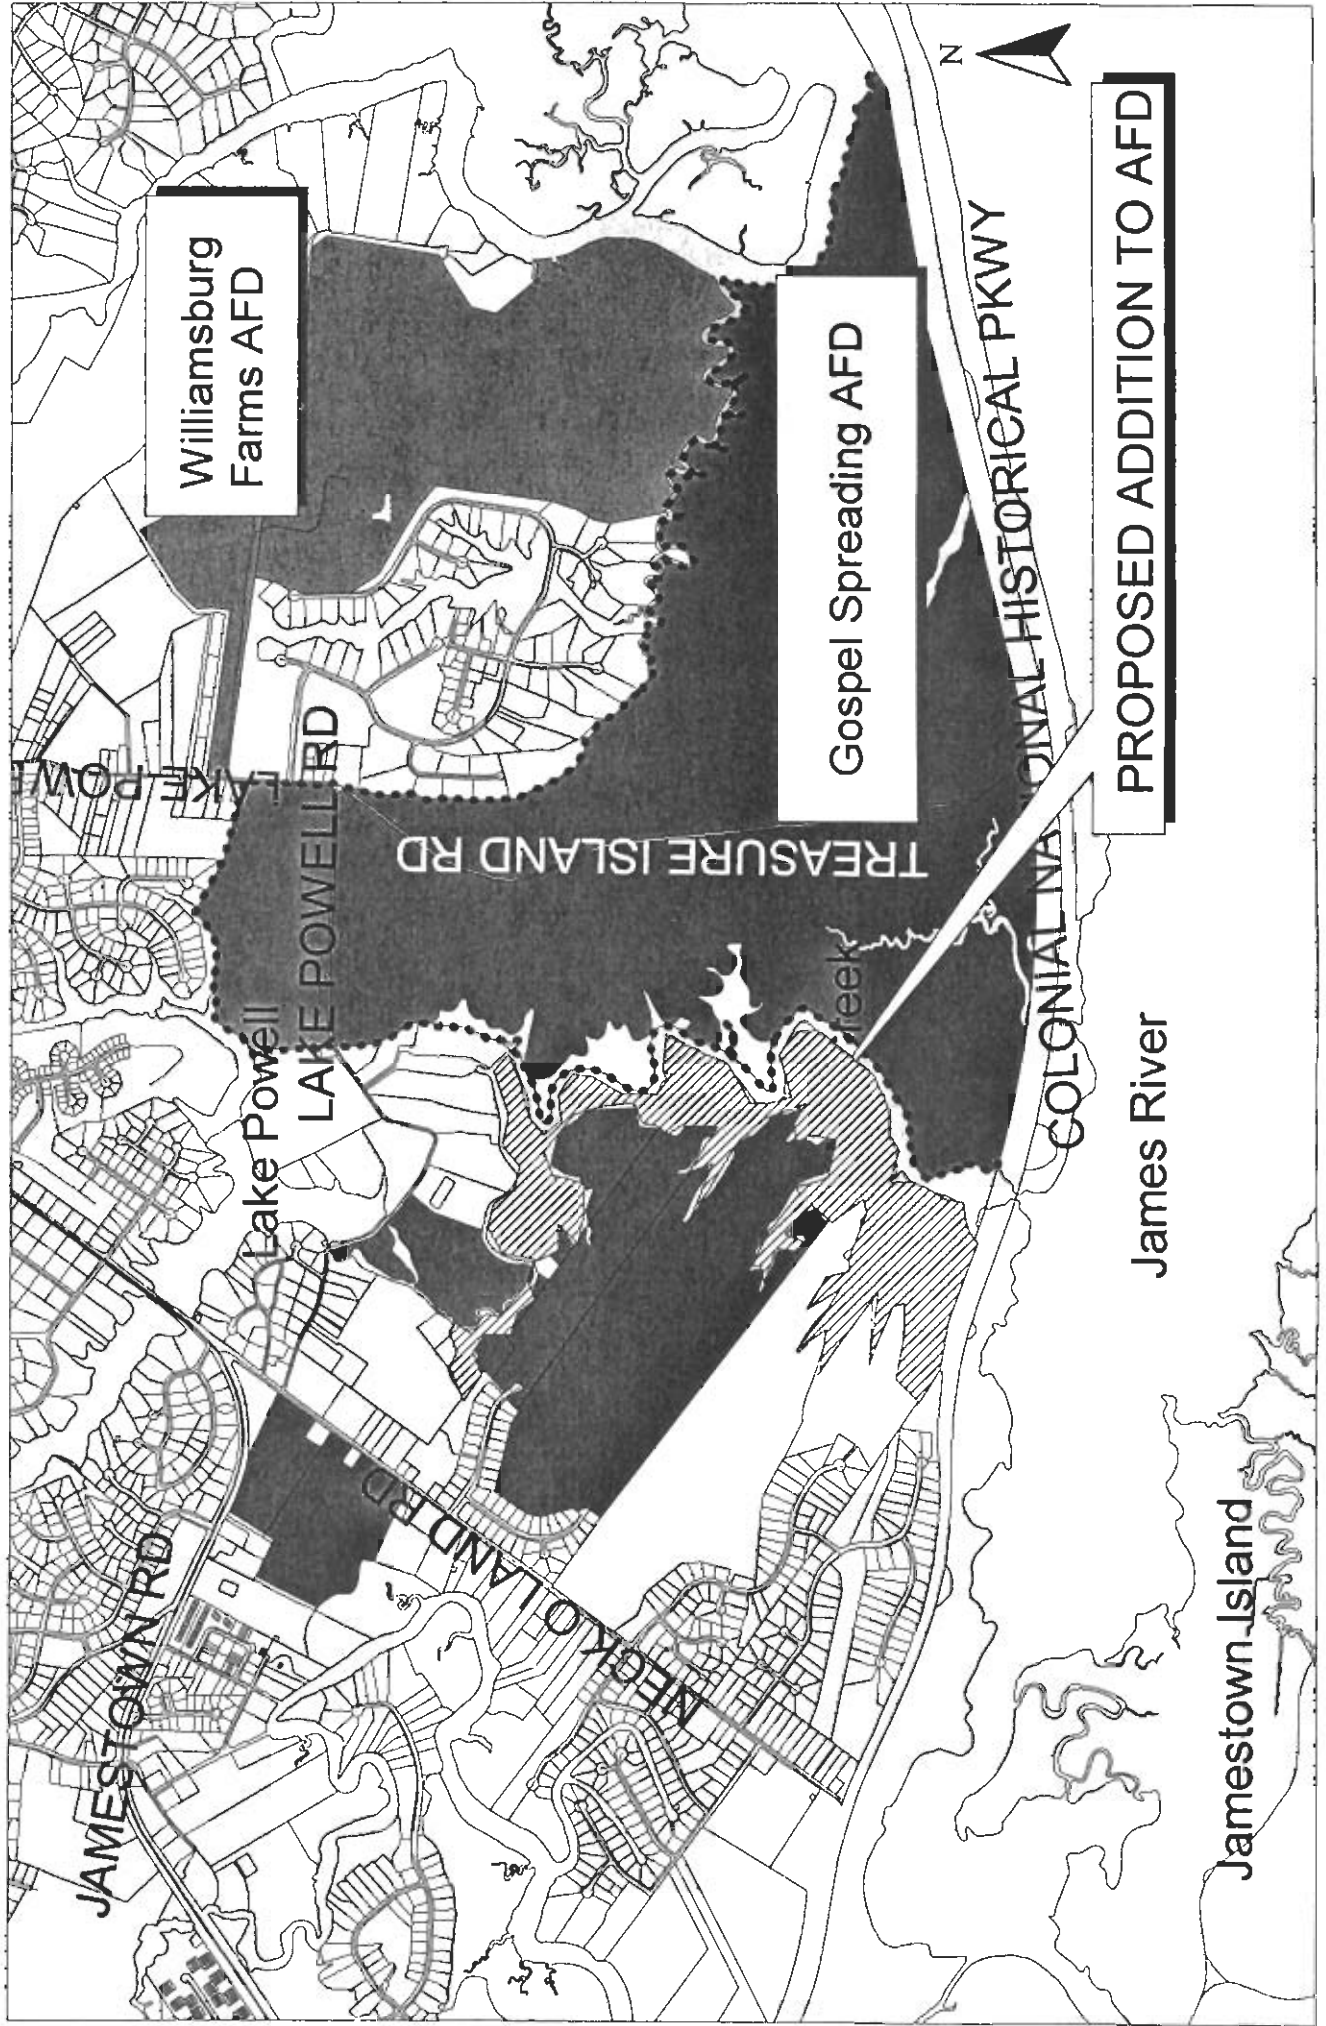 JAMESTOWN RD
Lake Powell
LAKE POWELL RD
LAKE POWE
Williamsburg
Farms AFD
NECK O LAND RD
TREASURE ISLAND RD
Gospel Spreading AFD
reek
N
COLONIAL NATIONAL HISTORICAL PKWY
James River
PROPOSED ADDITION TO AFD
Jamestown Island